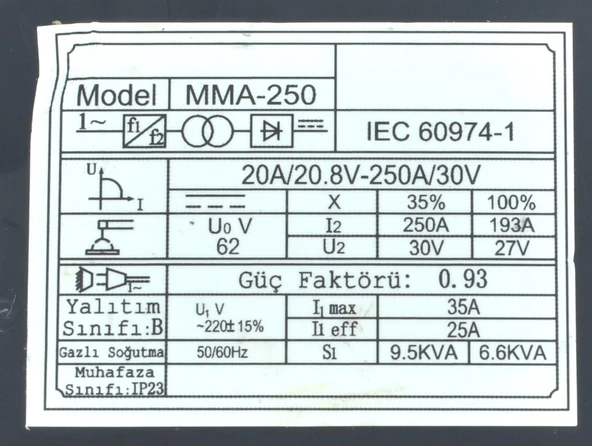 Model MMA-250
1~ f1 f2 IEC 60974-1
U I 20A/20.8V-250A/30V
X 35% 100%
U0 V I2 250A 193A
62 U2 30V 27V
1~ Güç Faktörü: 0.93
Yalıtım Sınıfı:B U1 V ~220±15% I1 max 35A
I1 eff 25A
Gazlı Soğutma 50/60Hz S1 9.5KVA 6.6KVA
Muhafaza
Sınıfı:IP23